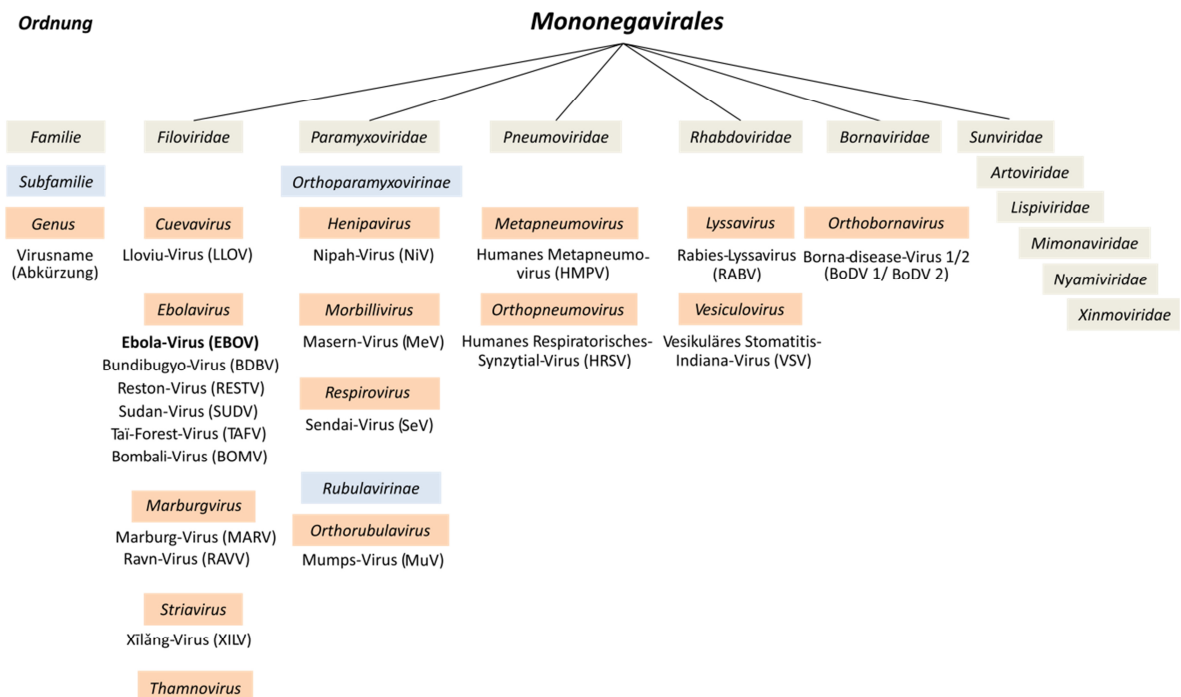 Ordnung
Mononegavirales
Familie
Filoviridae
Paramyxoviridae
Pneumoviridae
Rhabdoviridae
Bornaviridae
Sunviridae
Artoviridae
Lispiviridae
Mimonaviridae
Nyamiviridae
Xinmoviridae
Subfamilie
Orthoparamyxovirinae
Genus
Virusname
(Abkürzung)
Cuevavirus
Lloviu-Virus (LLOV)
Ebolavirus
Ebola-Virus (EBOV)
Bundibugyo-Virus (BDBV)
Reston-Virus (RESTV)
Sudan-Virus (SUDV)
Taï-Forest-Virus (TAFV)
Bombali-Virus (BOMV)
Marburgvirus
Marburg-Virus (MARV)
Ravn-Virus (RAVV)
Striavirus
Xīlǎng-Virus (XILV)
Thamnovirus
Henipavirus
Nipah-Virus (NiV)
Morbillivirus
Masern-Virus (MeV)
Respirovirus
Sendai-Virus (SeV)
Rubulavirinae
Orthorubulavirus
Mumps-Virus (MuV)
Metapneumovirus
Humanes Metapneumo-
virus (HMPV)
Orthopneumovirus
Humanes Respiratorisches-
Synzytial-Virus (HRSV)
Lyssavirus
Rabies-Lyssavirus
(RABV)
Vesiculovirus
Vesikuläres Stomatitis-
Indiana-Virus (VSV)
Orthobornavirus
Borna-disease-Virus 1/2
(BoDV 1/ BoDV 2)